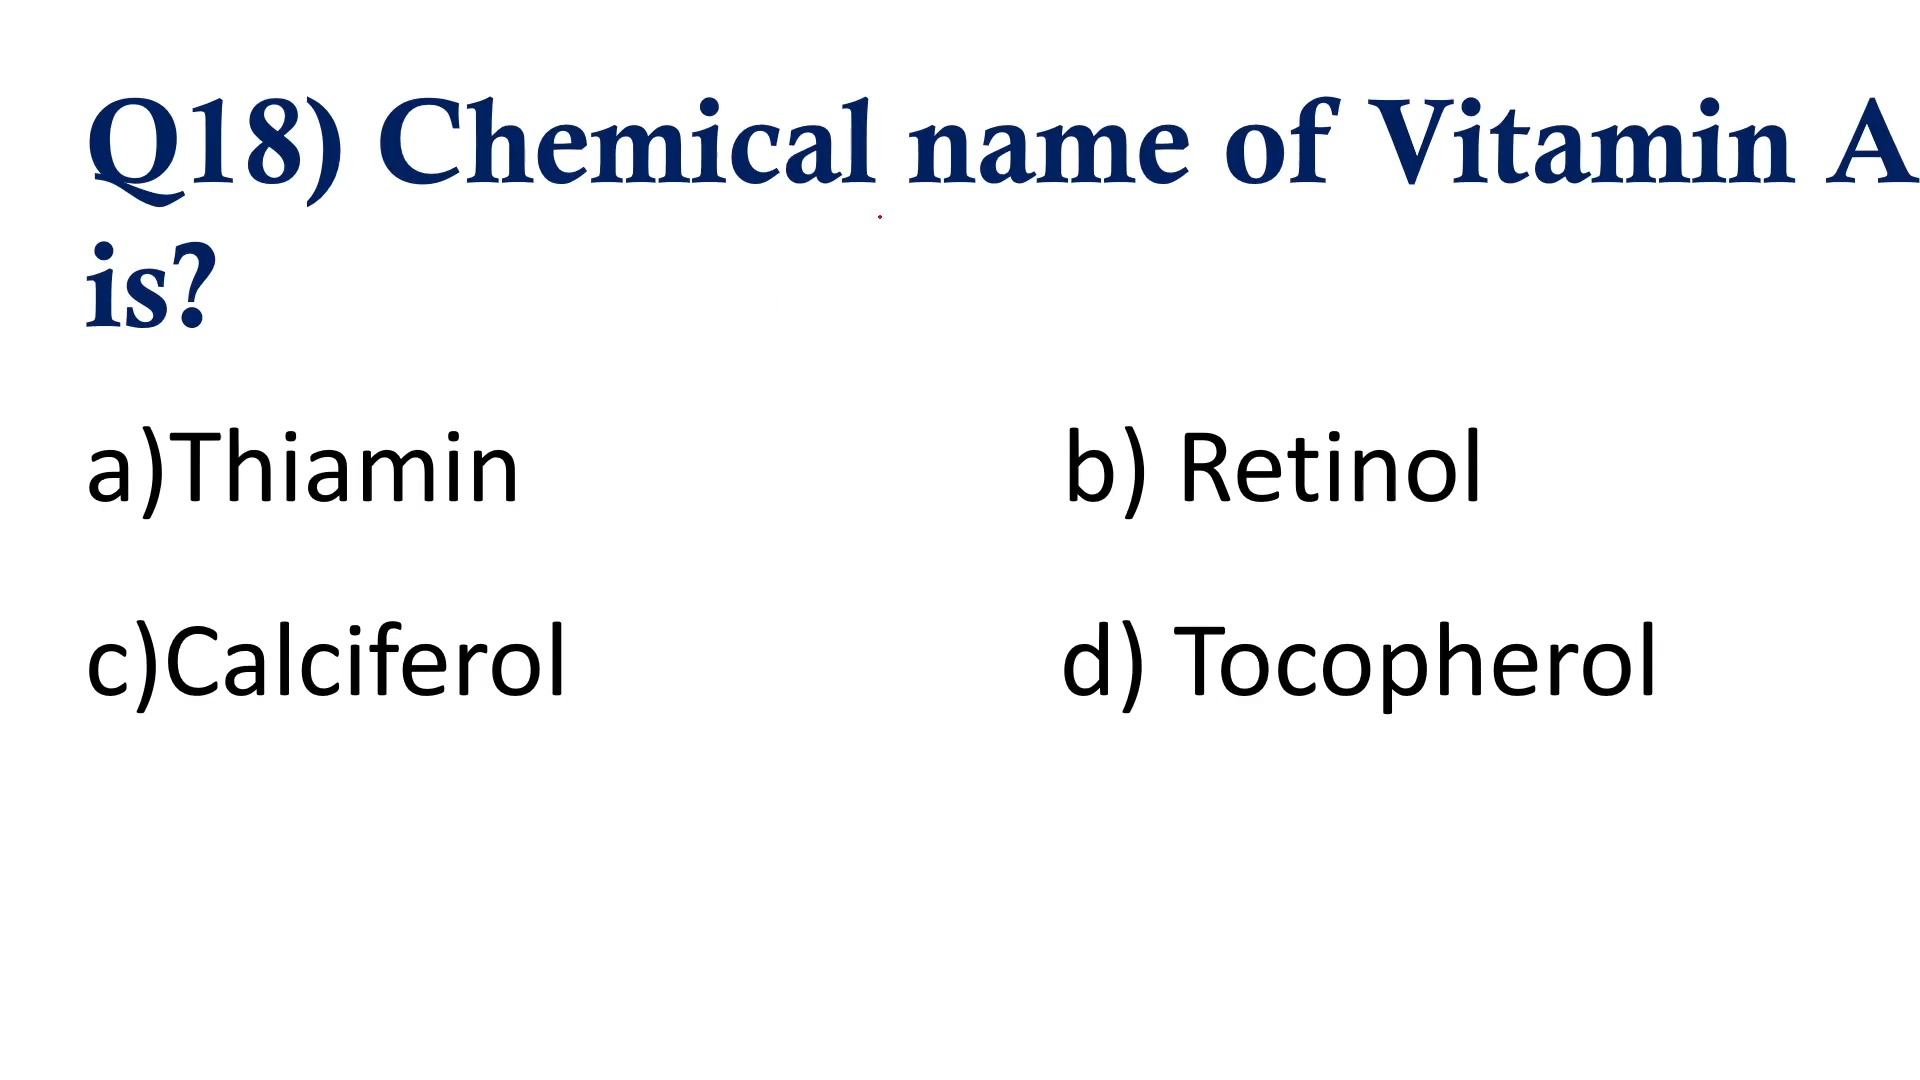 Q18) Chemical name of Vitamin A
is?
a)Thiamin b) Retinol
c)Calciferol d) Tocopherol